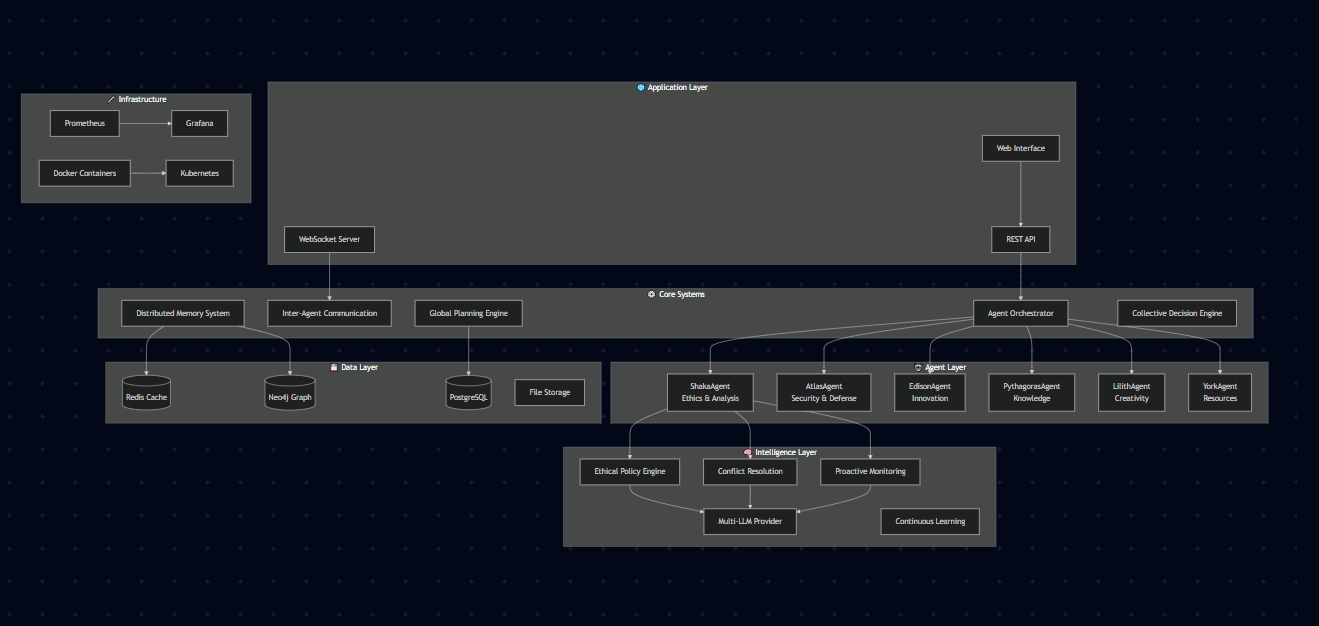 Infrastructure
Prometheus
Grafana
Docker Containers
Kubernetes
Application Layer
Web Interface
WebSocket Server
REST API
Core Systems
Distributed Memory System
Inter-Agent Communication
Global Planning Engine
Agent Orchestrator
Collective Decision Engine
Data Layer
Redis Cache
Neo4j Graph
PostgreSQL
File Storage
Agent Layer
ShakaAgent
Ethics & Analysis
AtlasAgent
Security & Defense
EdisonAgent
Innovation
PythagorasAgent
Knowledge
LilithAgent
Creativity
YorkAgent
Resources
Intelligence Layer
Ethical Policy Engine
Conflict Resolution
Proactive Monitoring
Multi-LLM Provider
Continuous Learning